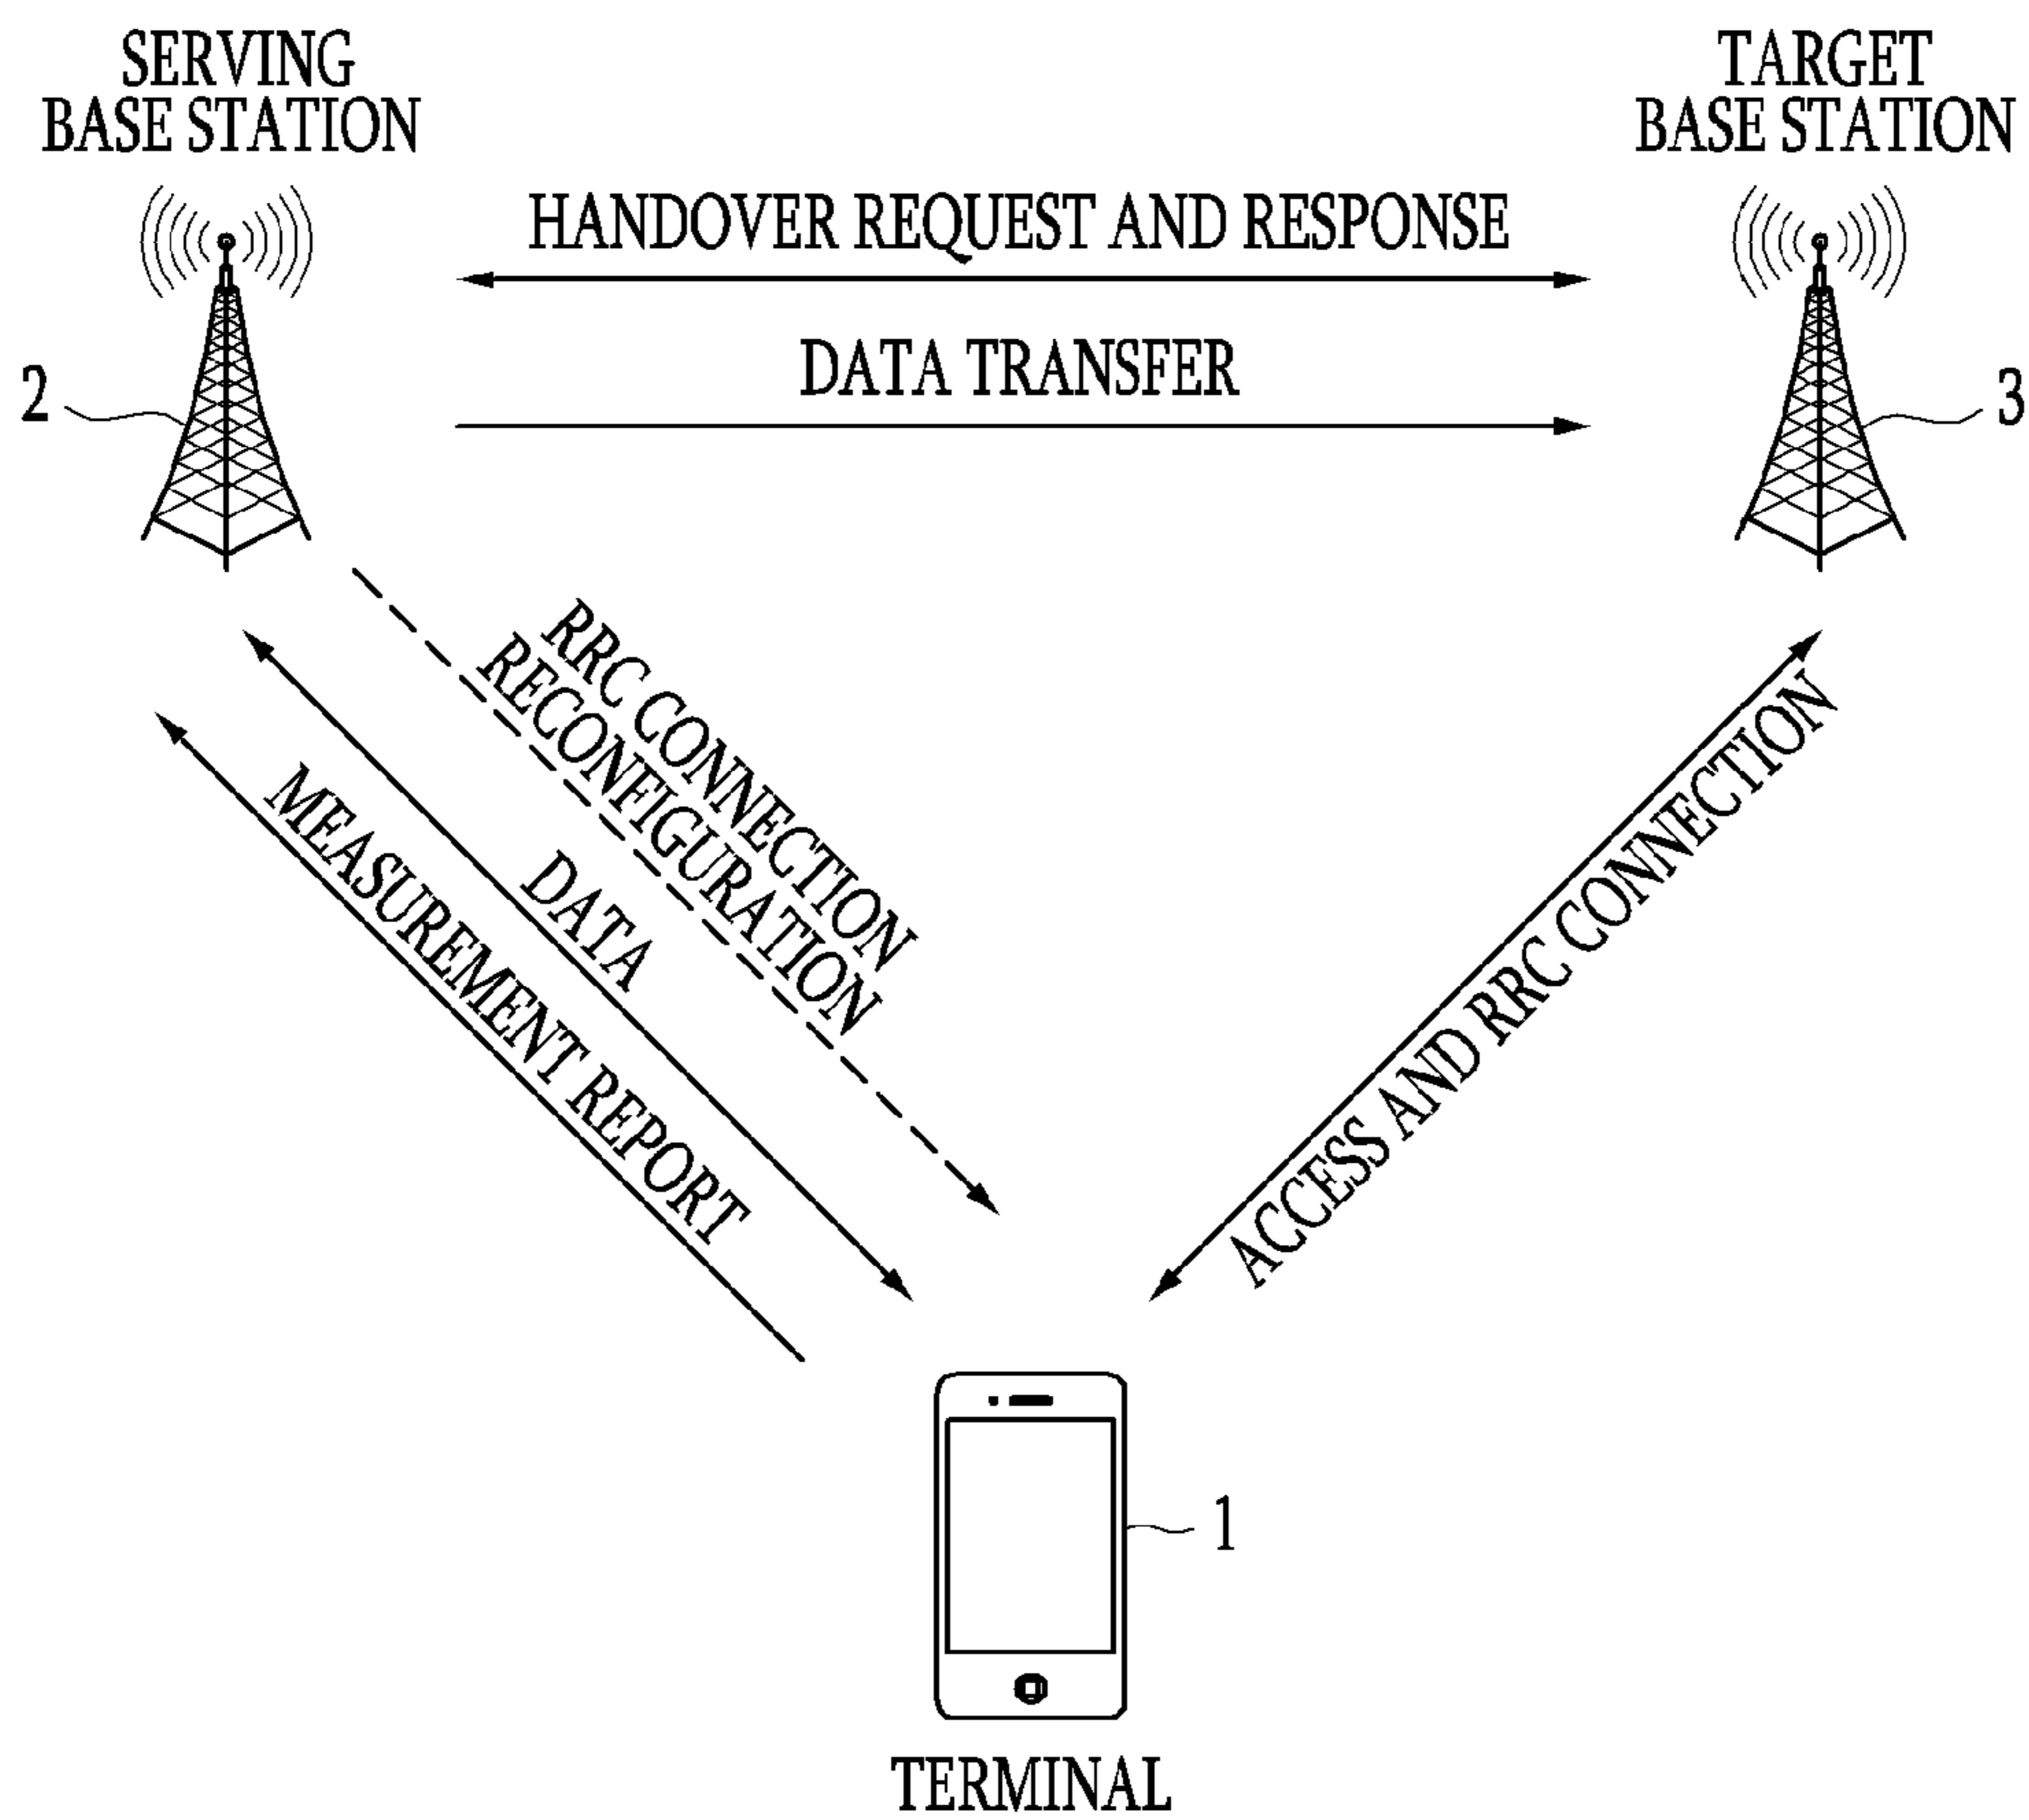 SERVING
BASE STATION
TARGET
BASE STATION
HANDOVER REQUEST AND RESPONSE
DATA TRANSFER
2
3
RRC CONNECTION
RECONFIGURATION
DATA
MEASUREMENT REPORT
ACCESS AND RRC CONNECTION
1
TERMINAL